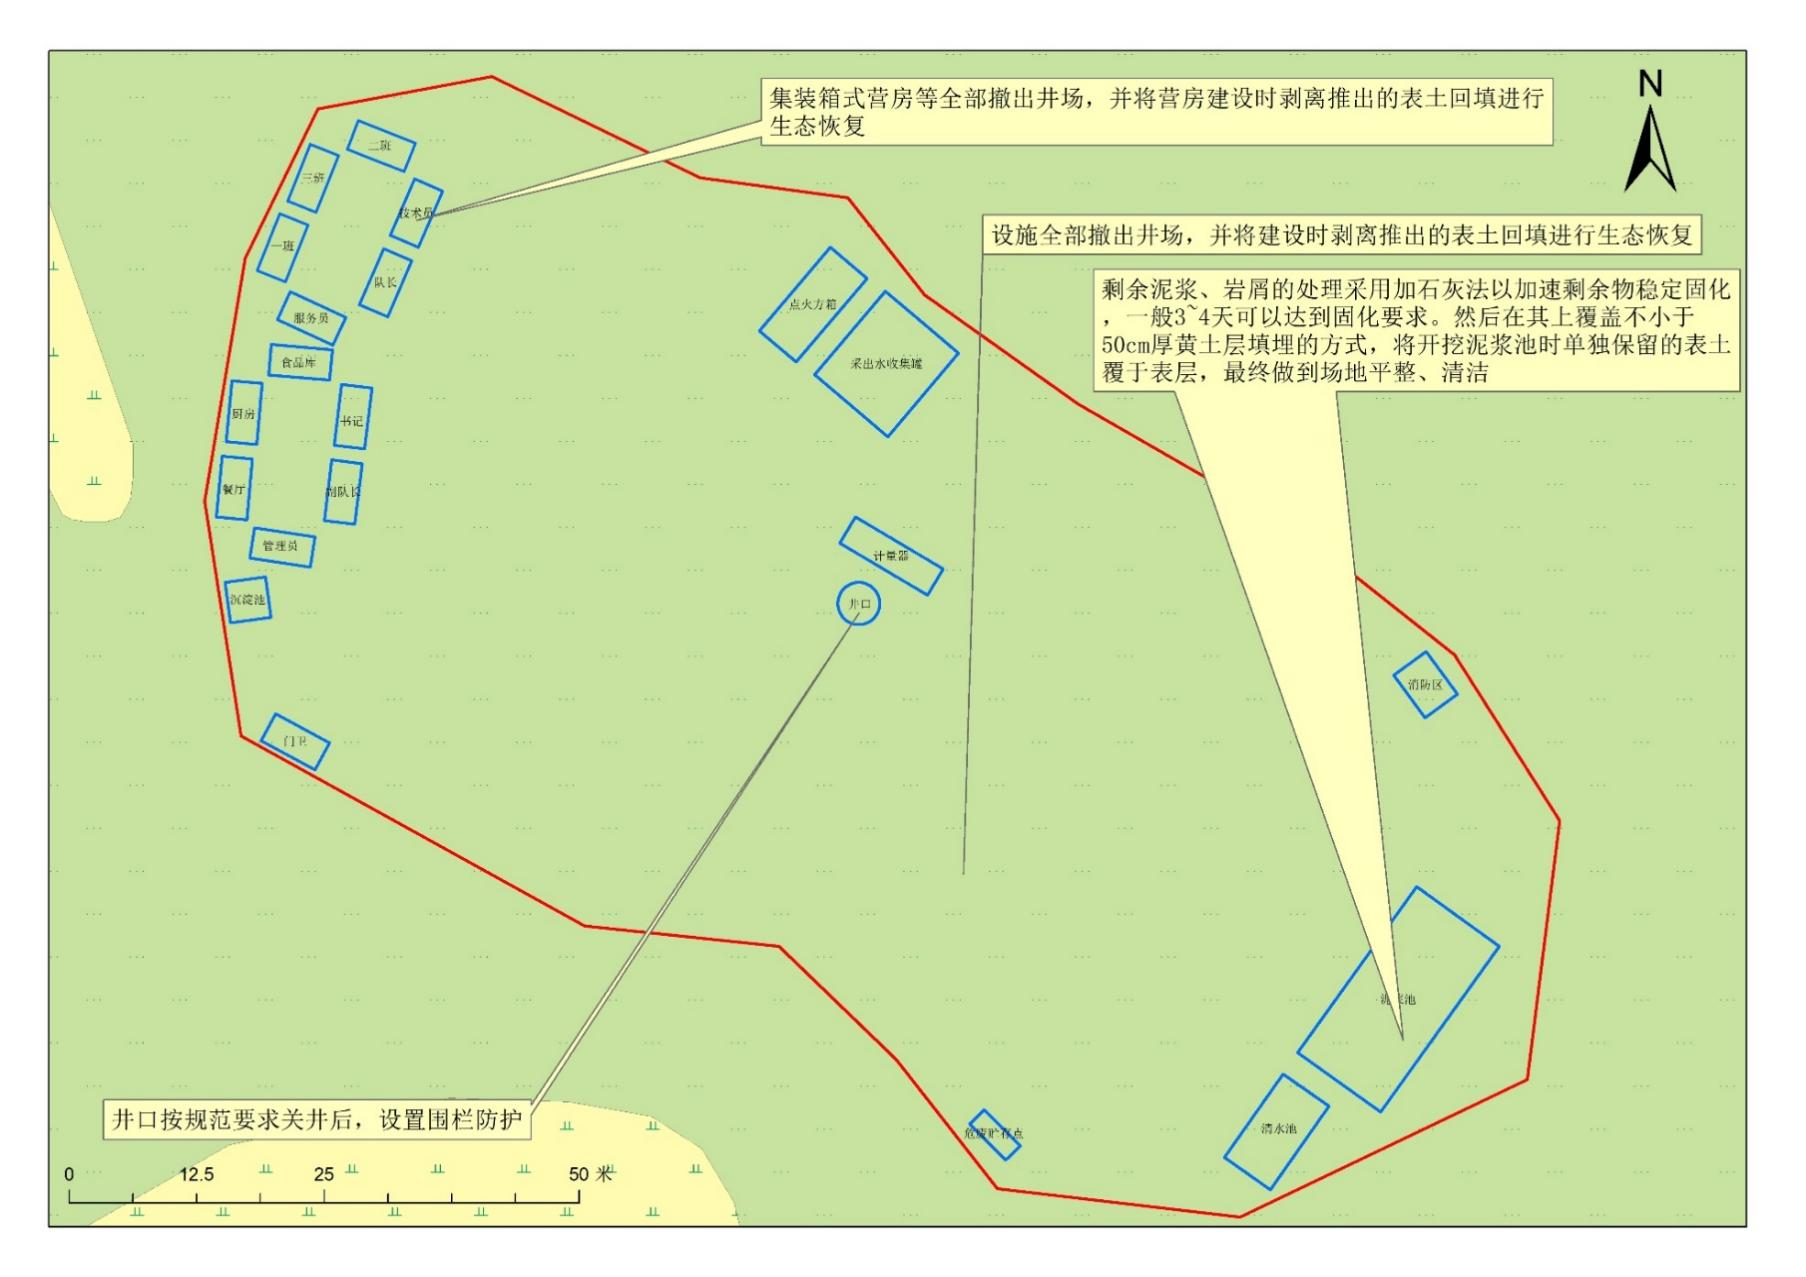 集装箱式营房等全部撤出井场，并将营房建设时剥离推出的表土回填进行
生态恢复
N
设施全部撤出井场，并将建设时剥离推出的表土回填进行生态恢复
剩余泥浆、岩屑的处理采用加石灰法以加速剩余物稳定固化
，一般3~4天可以达到固化要求。然后在其上覆盖不小于
50cm厚黄土层填埋的方式，将开挖泥浆池时单独保留的表土
覆于表层，最终做到场地平整、清洁
二班
三班
技术员
一班
队长
服务员
食品库
厨房
书记
餐厅
副队长
管理员
沉淀池
门卫
点火方箱
采出水收集罐
计量器
井口
消防区
泥浆池
清水池
危废贮存点
井口按规范要求关井后，设置围栏防护
0 12.5 25 50 米